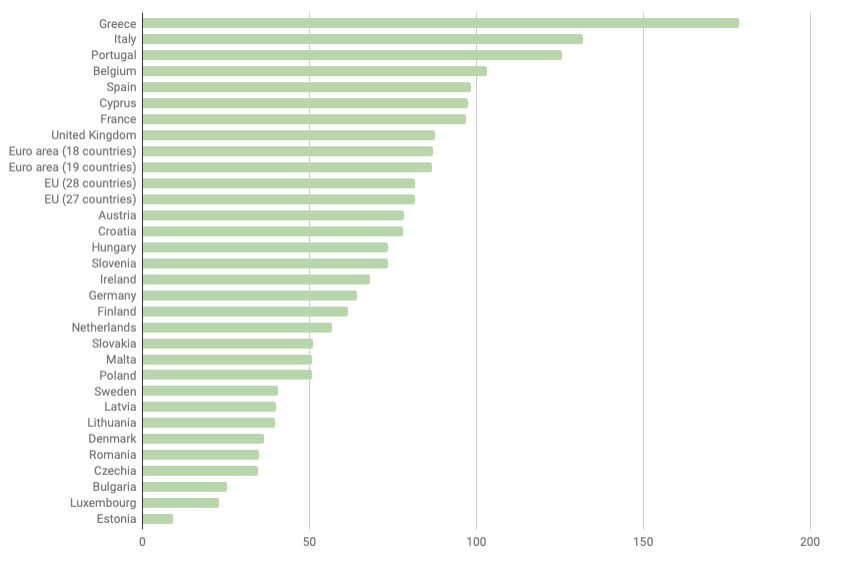 Greece
Italy
Portugal
Belgium
Spain
Cyprus
France
United Kingdom
Euro area (18 countries)
Euro area (19 countries)
EU (28 countries)
EU (27 countries)
Austria
Croatia
Hungary
Slovenia
Ireland
Germany
Finland
Netherlands
Slovakia
Malta
Poland
Sweden
Latvia
Lithuania
Denmark
Romania
Czechia
Bulgaria
Luxembourg
Estonia
0 50 100 150 200